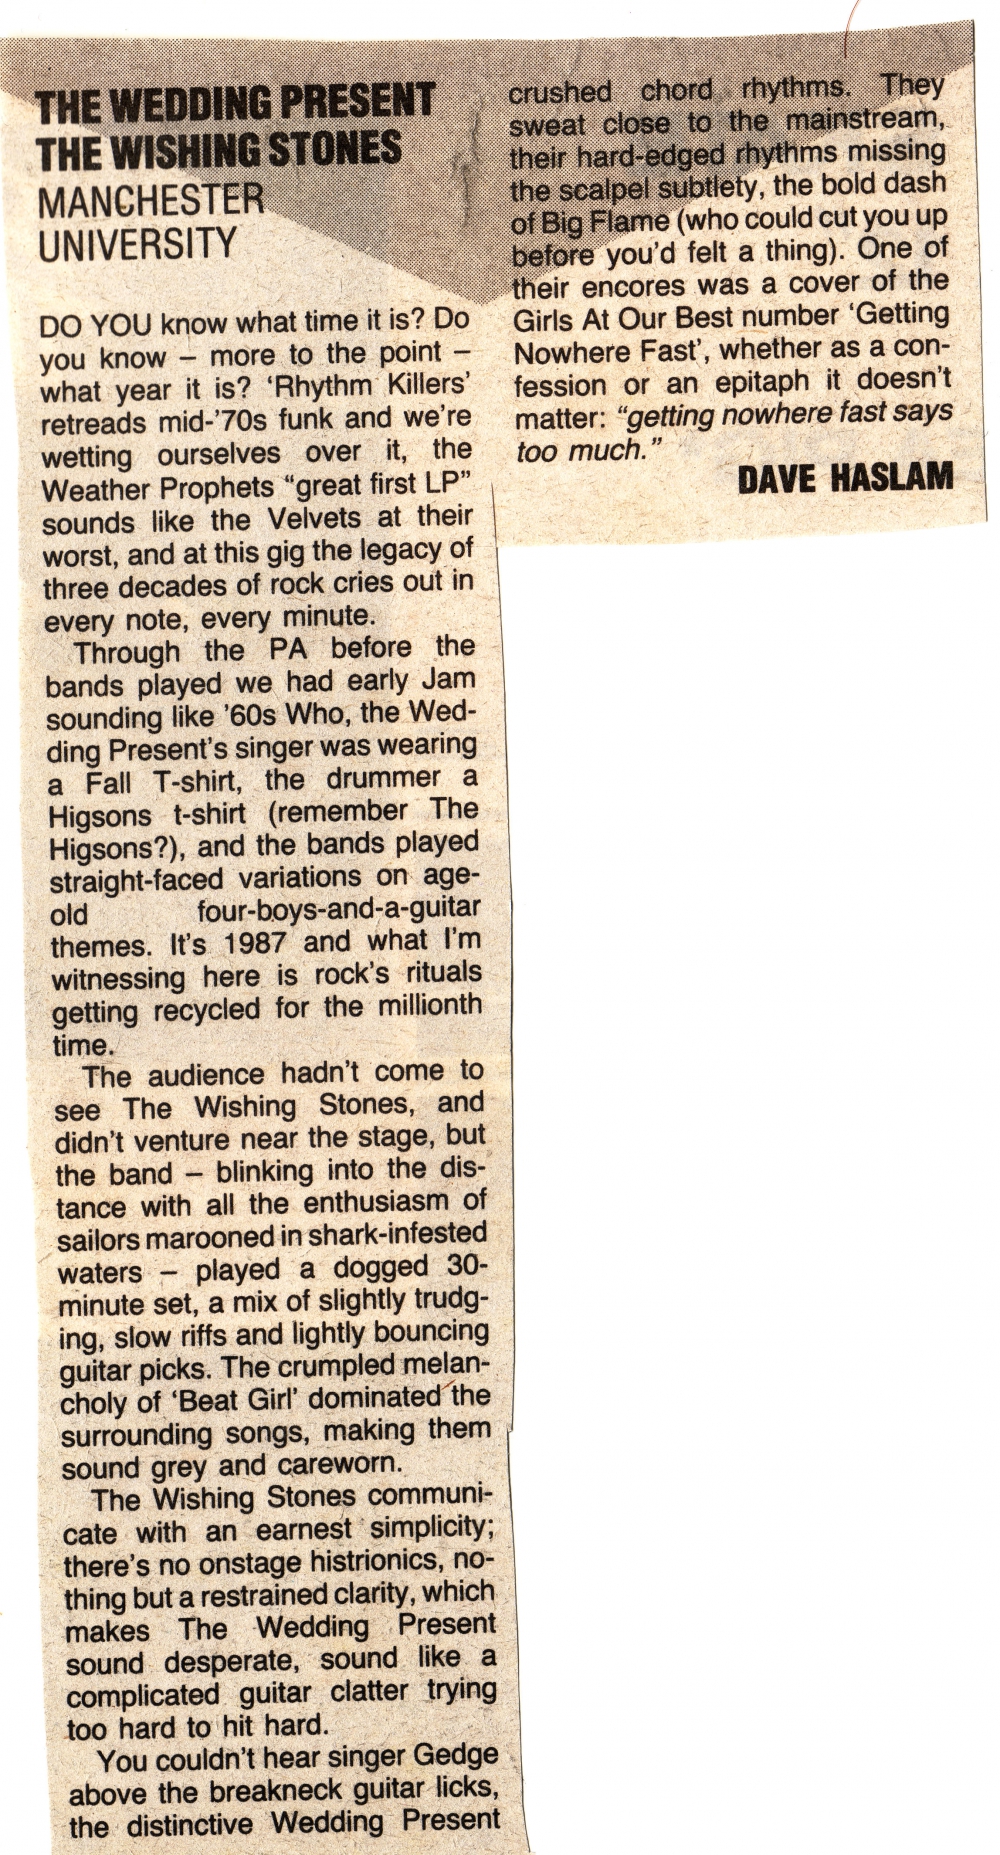 THE WEDDING PRESENT
THE WISHING STONES
MANCHESTER
UNIVERSITY
DO YOU know what time it is? Do
you know – more to the point –
what year it is? ‘Rhythm Killers’
retreads mid-’70s funk and we’re
wetting ourselves over it, the
Weather Prophets “great first LP”
sounds like the Velvets at their
worst, and at this gig the legacy of
three decades of rock cries out in
every note, every minute.
Through the PA before the
bands played we had early Jam
sounding like ’60s Who, the Wed-
ding Present’s singer was wearing
a Fall T-shirt, the drummer a
Higsons t-shirt (remember The
Higsons?), and the bands played
straight-faced variations on age-
old four-boys-and-a-guitar
themes. It’s 1987 and what I’m
witnessing here is rock’s rituals
getting recycled for the millionth
time.
The audience hadn’t come to
see The Wishing Stones, and
didn’t venture near the stage, but
the band – blinking into the dis-
tance with all the enthusiasm of
sailors marooned in shark-infested
waters – played a dogged 30-
minute set, a mix of slightly trudg-
ing, slow riffs and lightly bouncing
guitar picks. The crumpled melan-
choly of ‘Beat Girl’ dominated the
surrounding songs, making them
sound grey and careworn.
The Wishing Stones communi-
cate with an earnest simplicity;
there’s no onstage histrionics, no-
thing but a restrained clarity, which
makes The Wedding Present
sound desperate, sound like a
complicated guitar clatter trying
too hard to hit hard.
You couldn’t hear singer Gedge
above the breakneck guitar licks,
the distinctive Wedding Present
crushed chord rhythms. They
sweat close to the mainstream,
their hard-edged rhythms missing
the scalpel subtlety, the bold dash
of Big Flame (who could cut you up
before you’d felt a thing). One of
their encores was a cover of the
Girls At Our Best number ‘Getting
Nowhere Fast’, whether as a con-
fession or an epitaph it doesn’t
matter: “getting nowhere fast says
too much.”
DAVE HASLAM